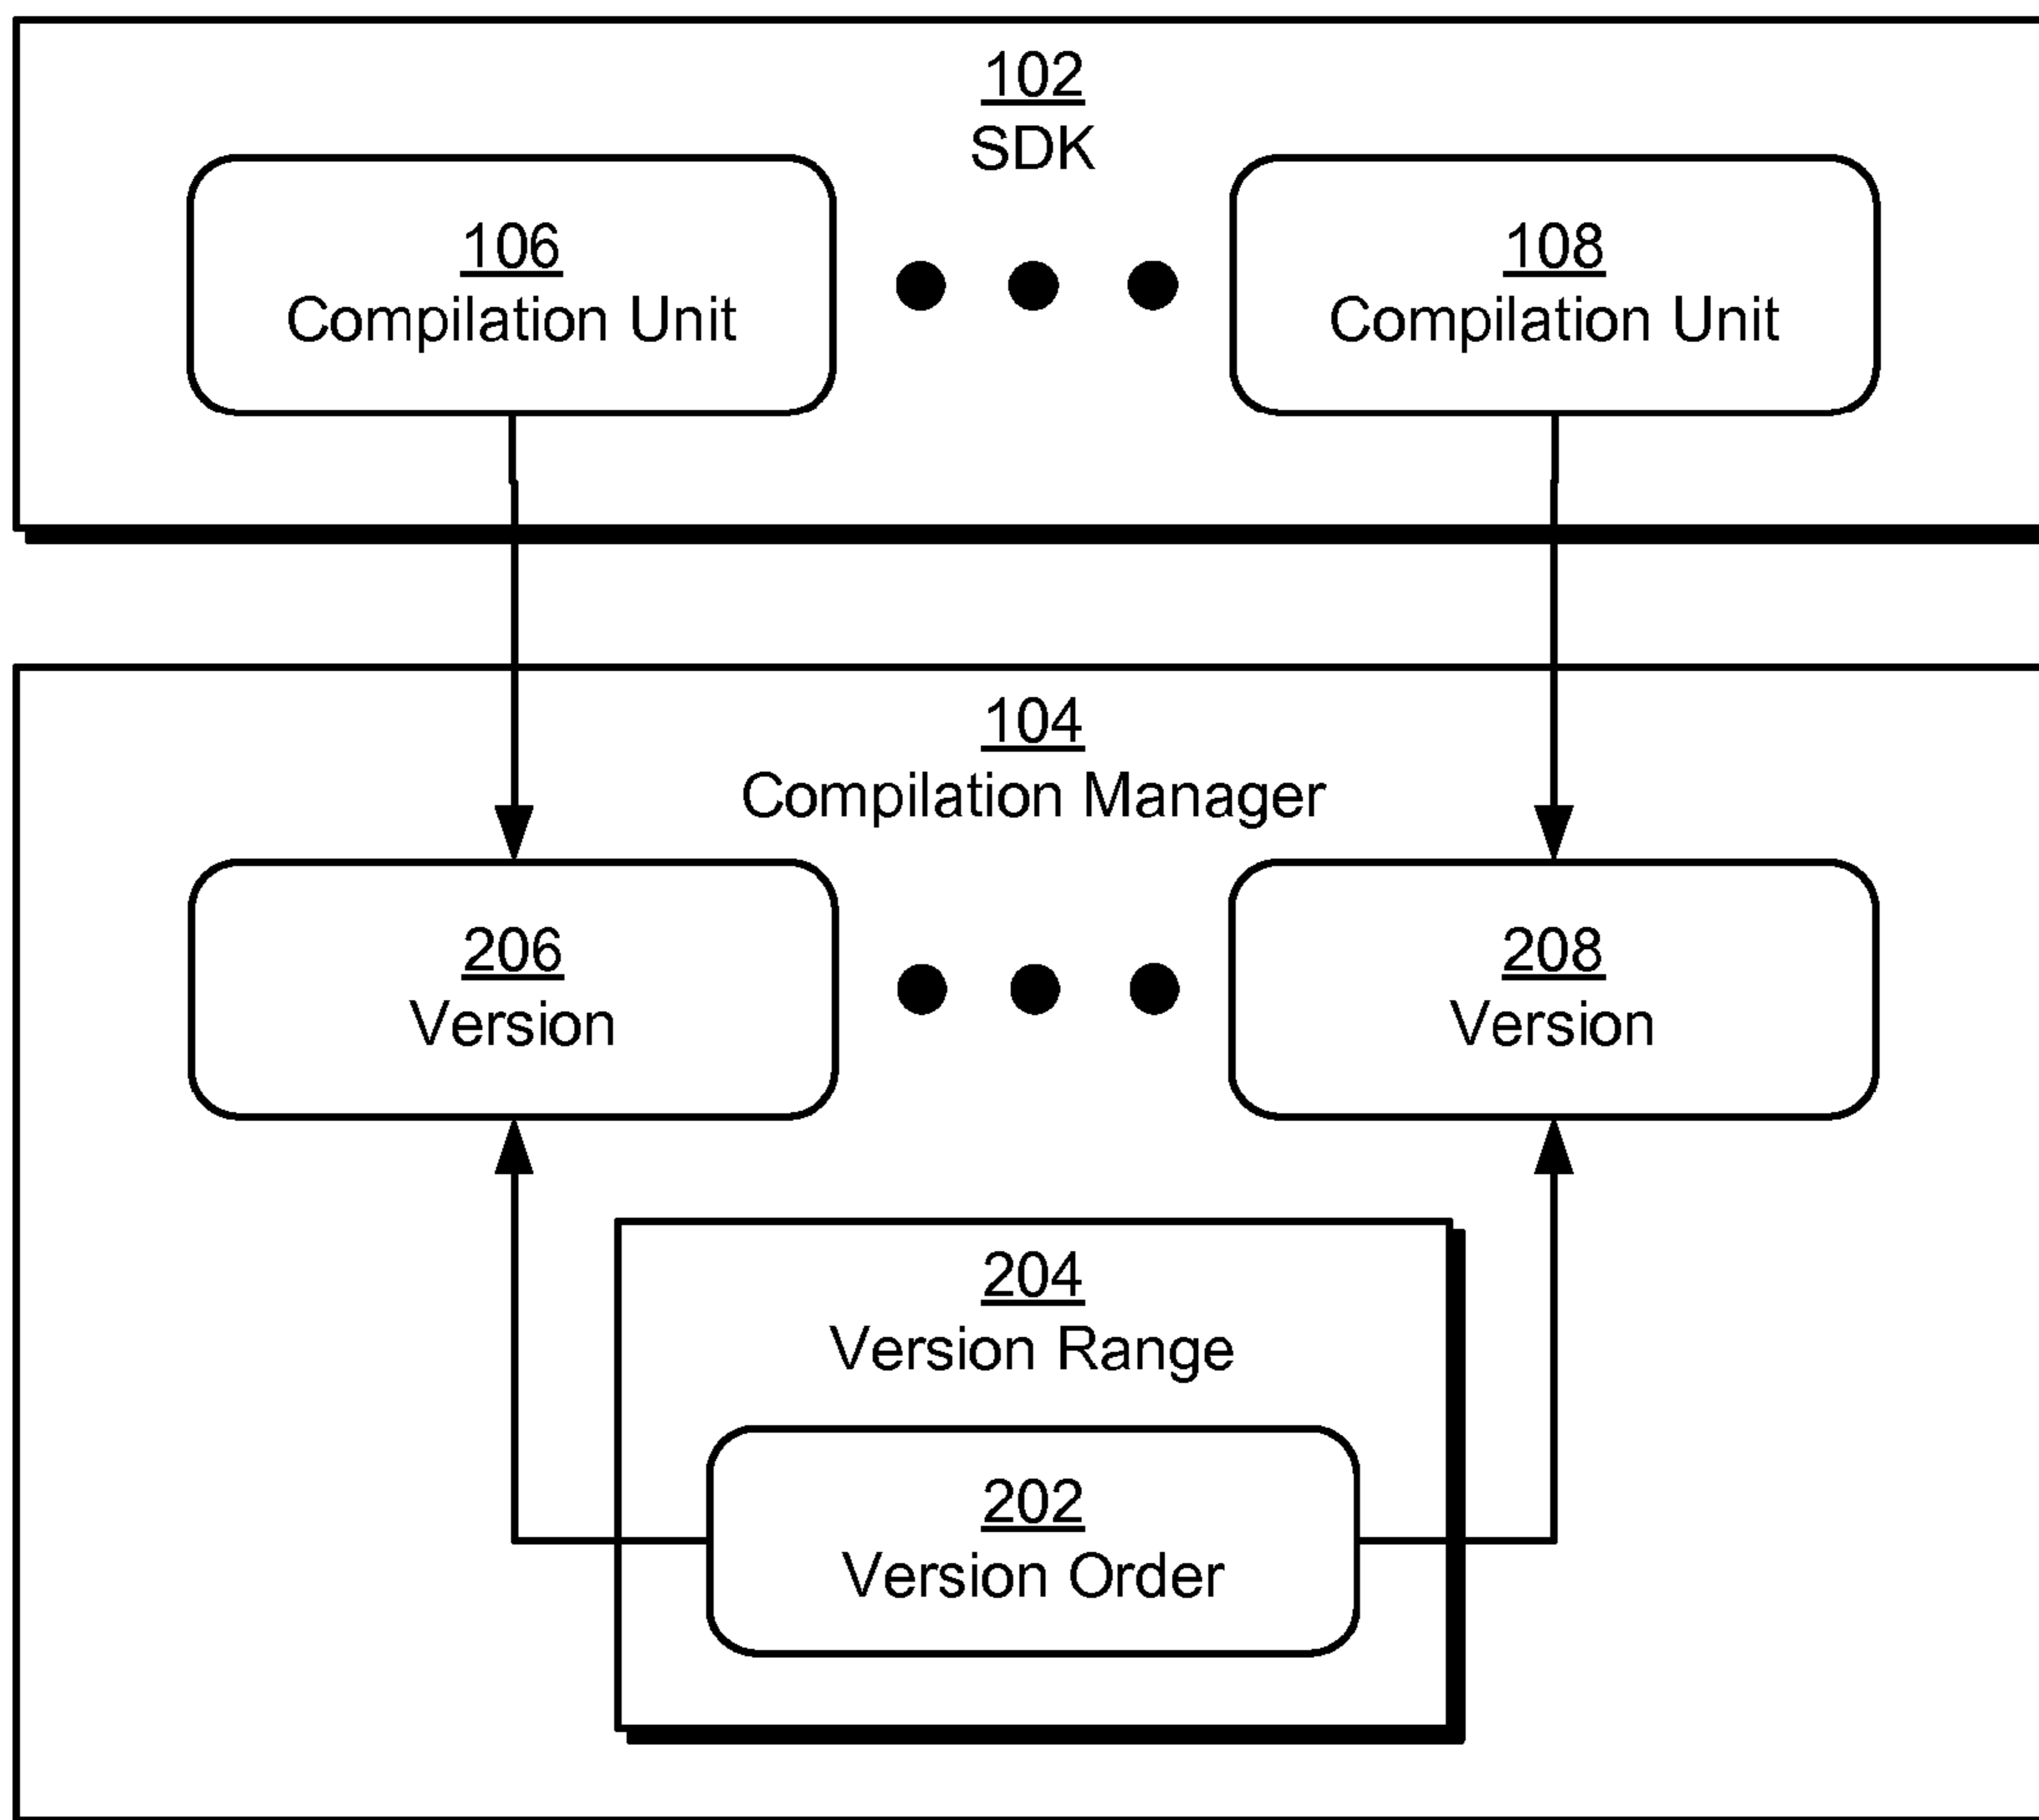 102
SDK
106
Compilation Unit
108
Compilation Unit
104
Compilation Manager
206
Version
208
Version
204
Version Range
202
Version Order